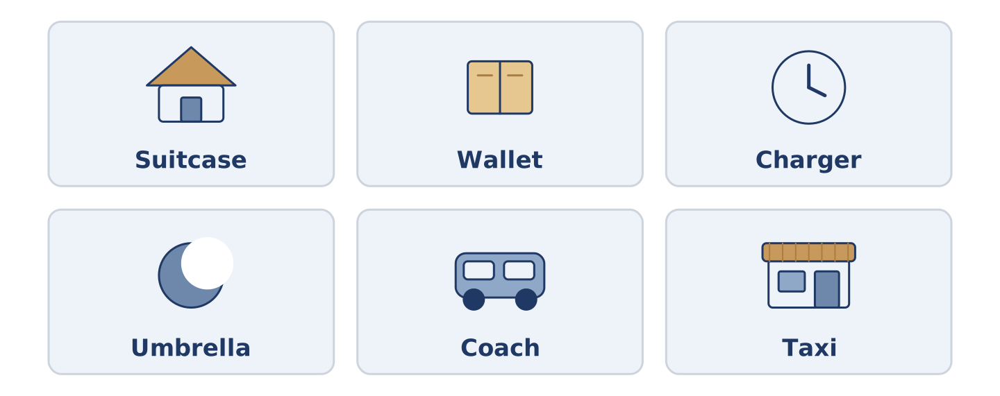 Suitcase
Wallet
Charger
Umbrella
Coach
Taxi